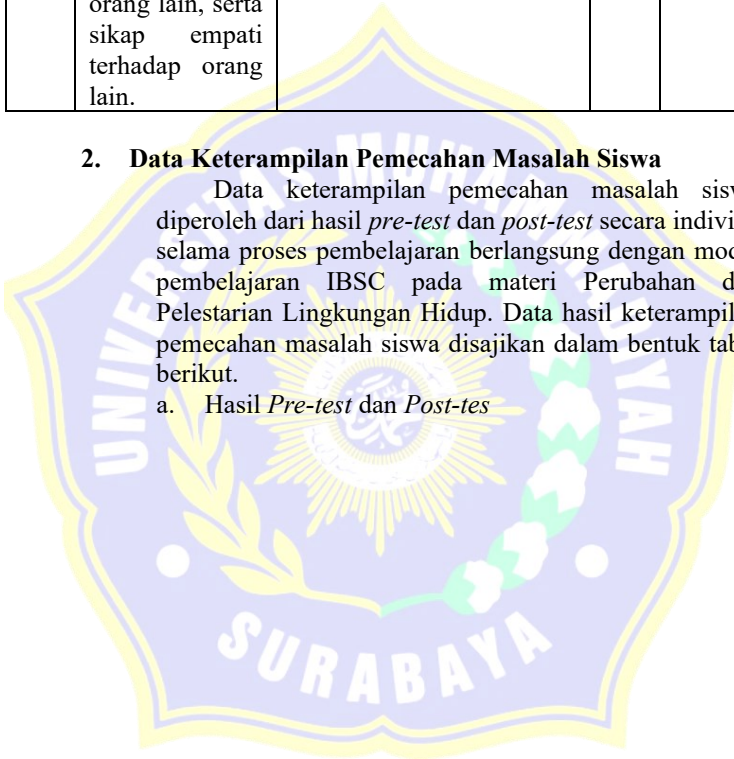 orang lain, serta
sikap empati
terhadap orang
lain.
2. Data Keterampilan Pemecahan Masalah Siswa
Data keterampilan pemecahan masalah
diperoleh dari hasil pre-test dan post-test secara
selama proses pembelajaran berlangsung dengan
pembelajaran IBSC pada materi Perubahan
Pelestarian Lingkungan Hidup. Data hasil
pemecahan masalah siswa disajikan dalam bentuk
berikut.
a. Hasil Pre-test dan Post-tes
UNIVERSITAS MUHAMMADIYAH
SURABAYA